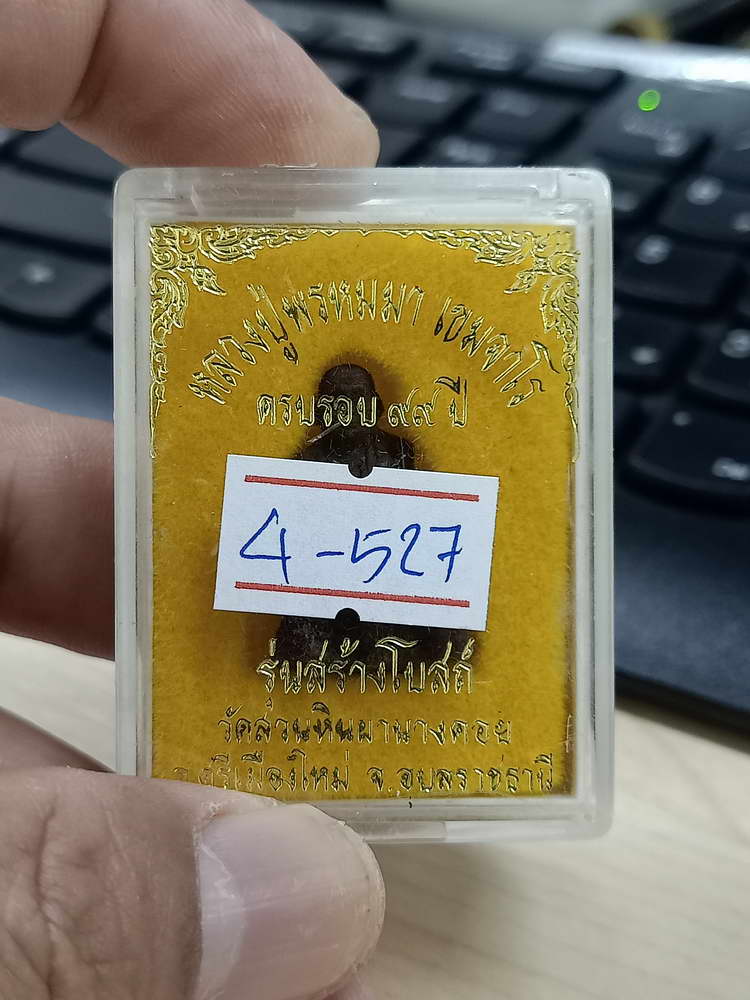 หลวงปู่พรหมมา เขมจาโร
ครบรอบ ๙๙ ปี
4-527
รุ่นสร้างโบสถ์
วัดสวนหินผานางคอย
อ.ศรีเมืองใหม่ จ.อุบลราชธานี